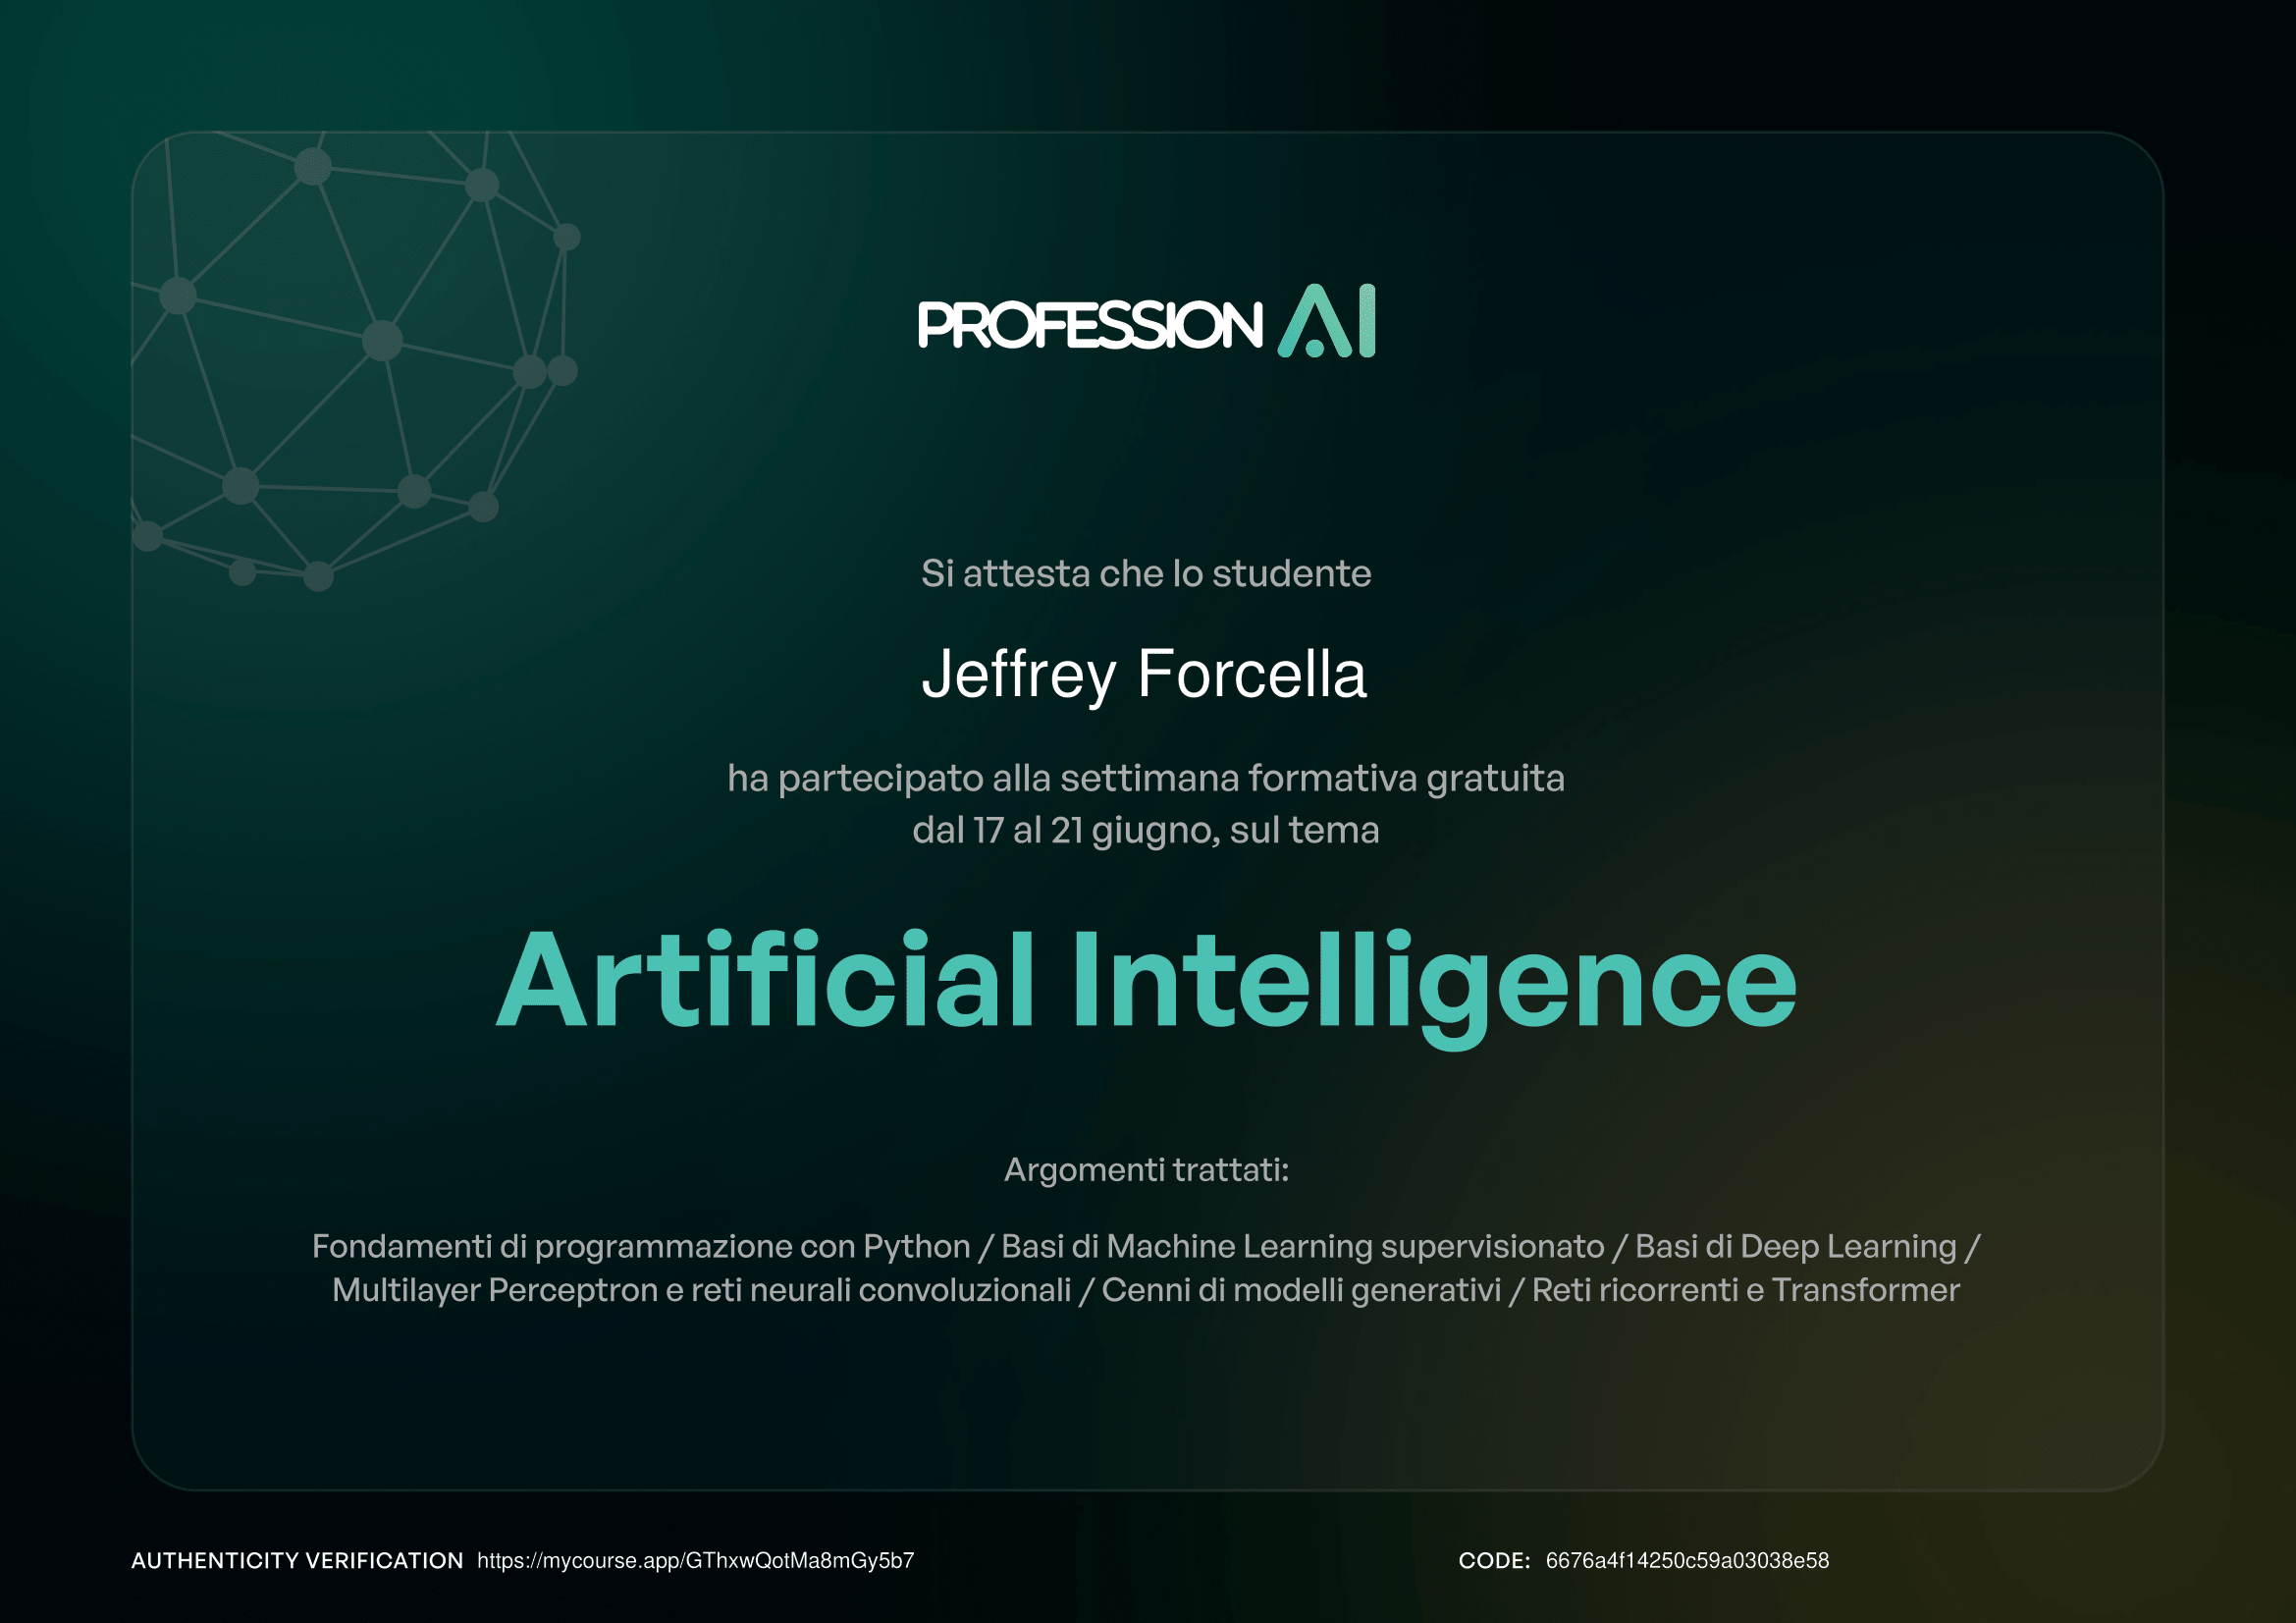 PROFESSION AI
Si attesta che lo studente
Jeffrey Forcella
ha partecipato alla settimana formativa gratuita
dal 17 al 21 giugno, sul tema
Artificial Intelligence
Argomenti trattati:
Fondamenti di programmazione con Python / Basi di Machine Learning supervisionato / Basi di Deep Learning /
Multilayer Perceptron e reti neurali convoluzionali / Cenni di modelli generativi / Reti ricorrenti e Transformer
AUTHENTICITY VERIFICATION https://mycourse.app/GThxwQotMa8mGy5b7
CODE: 6676a4f14250c59a03038e58